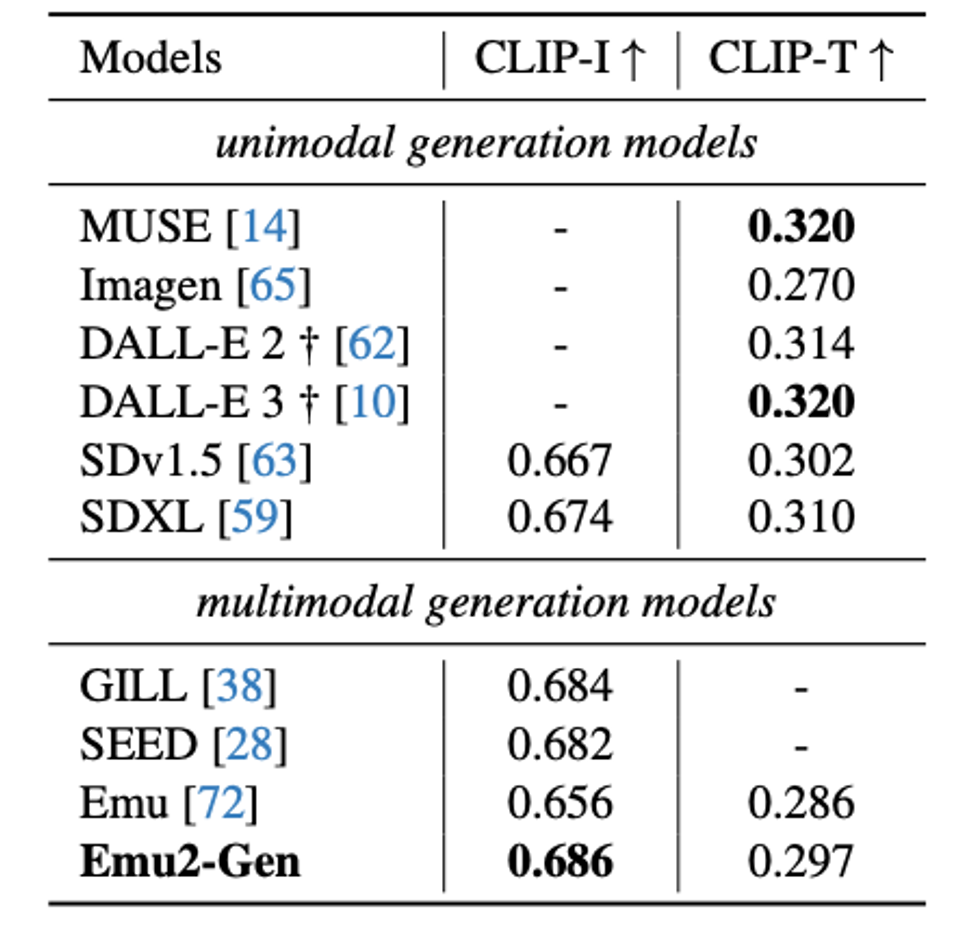 Models CLIP-I ↑ CLIP-T ↑
unimodal generation models
MUSE [14] - 0.320
Imagen [65] - 0.270
DALL-E 2 † [62] - 0.314
DALL-E 3 † [10] - 0.320
SDv1.5 [63] 0.667 0.302
SDXL [59] 0.674 0.310
multimodal generation models
GILL [38] 0.684 -
SEED [28] 0.682 -
Emu [72] 0.656 0.286
Emu2-Gen 0.686 0.297